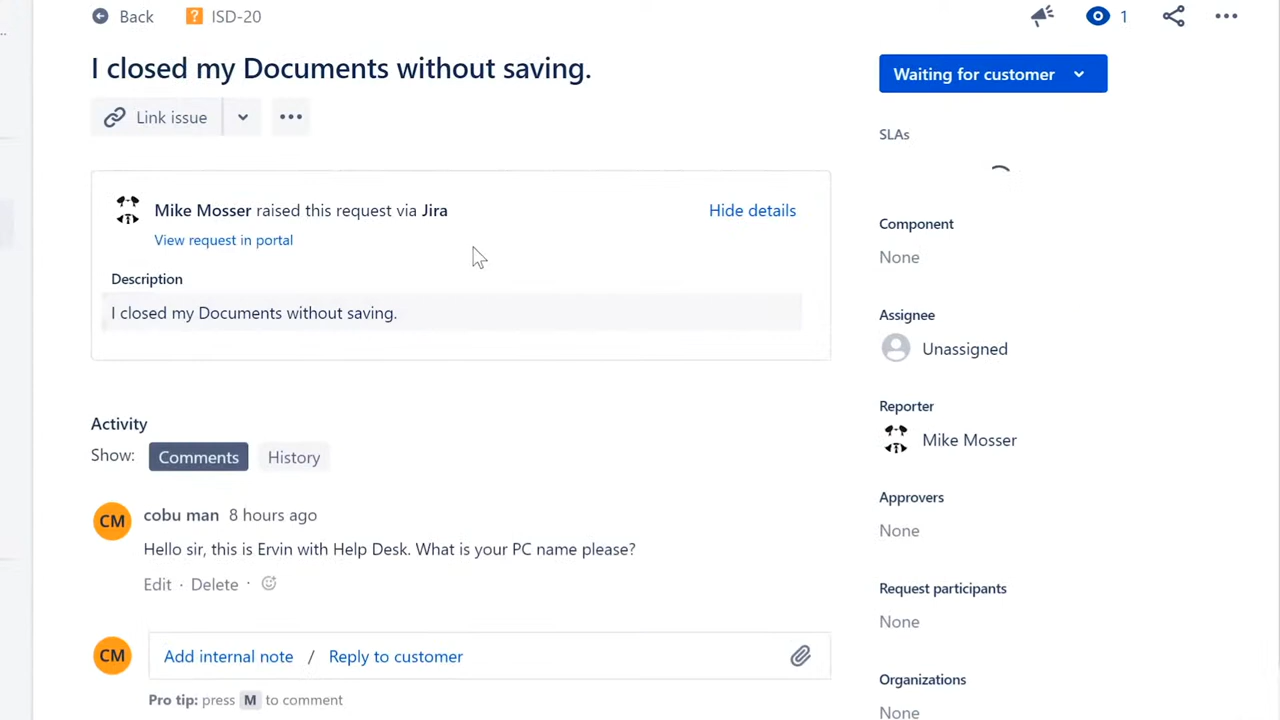 Back
ISD-20
1
I closed my Documents without saving.
Waiting for customer
Link issue
SLAs
Mike Mosser raised this request via Jira
Hide details
View request in portal
Description
I closed my Documents without saving.
Component
None
Assignee
Unassigned
Reporter
Mike Mosser
Activity
Show: Comments History
Approvers
None
CM
cobu man 8 hours ago
Hello sir, this is Ervin with Help Desk. What is your PC name please?
Edit · Delete ·
Request participants
None
CM
Add internal note / Reply to customer
Pro tip: press M to comment
Organizations
None